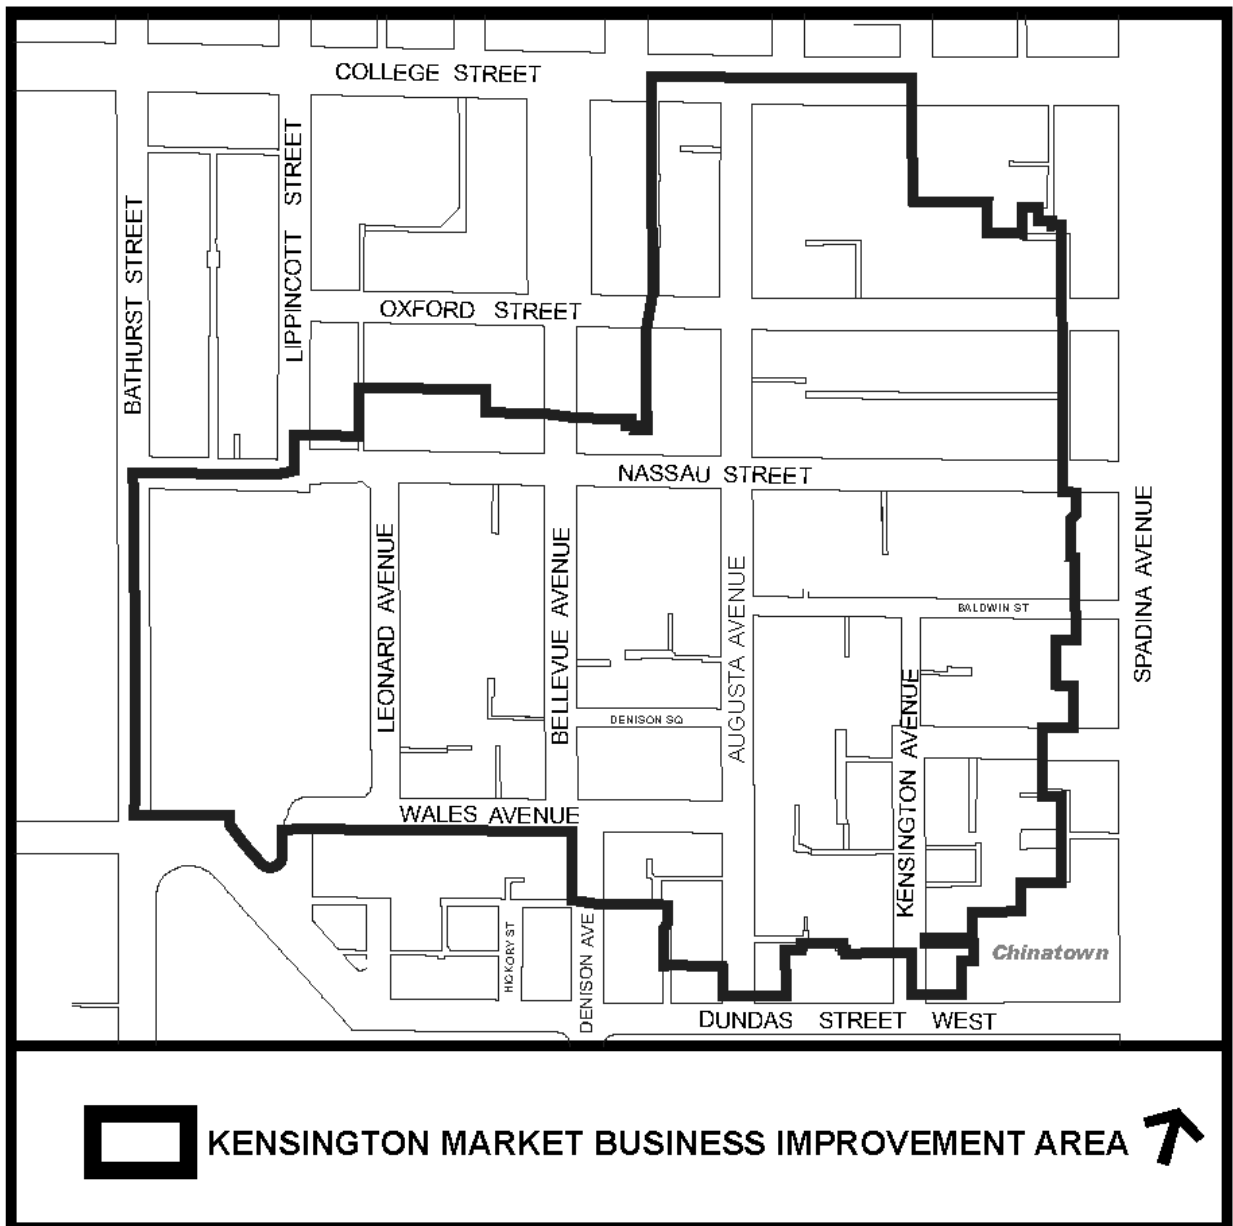 COLLEGE STREET
BATHURST STREET
LIPPINCOTT STREET
OXFORD STREET
NASSAU STREET
SPADINA AVENUE
LEONARD AVENUE
BELLEVUE AVENUE
AUGUSTA AVENUE
BALDWIN ST
KENSINGTON AVENUE
DENISON SQ
WALES AVENUE
KENSINGTON AVENUE
HICKORY ST
DENISON AVE
Chinatown
DUNDAS STREET WEST
KENSINGTON MARKET BUSINESS IMPROVEMENT AREA